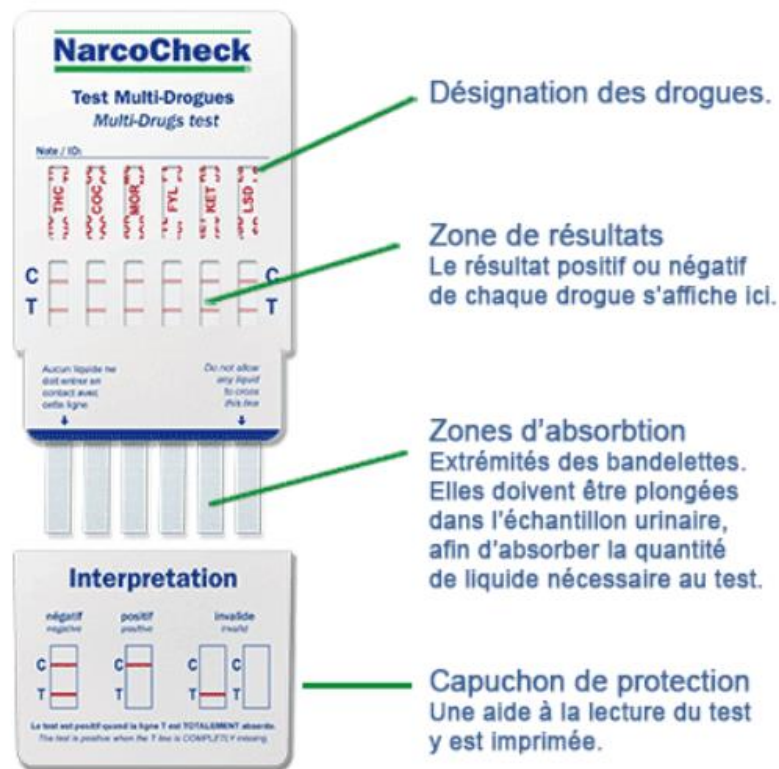 NarcoCheck
Test Multi-Drogues
Multi-Drugs test
Note / ID:
THC COC MOR FYL KET LSD
C C
T T
Aucun liquide ne
doit entrer en
contact avec
cette ligne
Do not allow
any liquid
to cross
this line
Désignation des drogues.
Zone de résultats
Le résultat positif ou négatif
de chaque drogue s'affiche ici.
Zones d'absorbtion
Extrémités des bandelettes.
Elles doivent être plongées
dans l'échantillon urinaire,
afin d'absorber la quantité
de liquide nécessaire au test.
Interpretation
négatif positif invalide
negative positive invalid
C C C C
T T T T
Le test est positif quand la ligne T est TOTALEMENT absente.
The test is positive when the T line is COMPLETELY missing.
Capuchon de protection
Une aide à la lecture du test
y est imprimée.